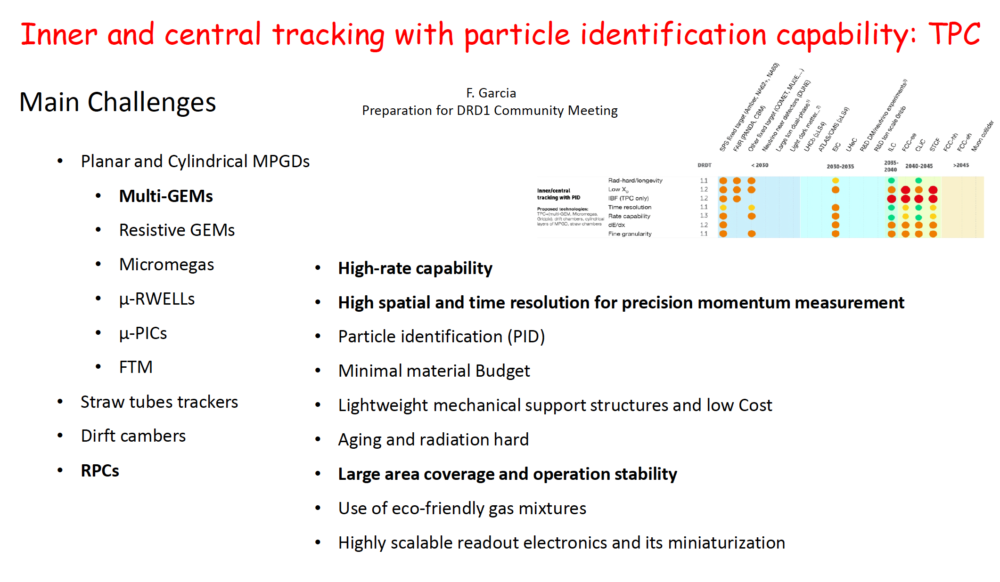 Inner and central tracking with particle identification capability: TPC
Main Challenges
F. Garcia
Preparation for DRD1 Community Meeting
• Planar and Cylindrical MPGDs
• Multi-GEMs
• Resistive GEMs
• Micromegas
• µ-RWELLs
• µ-PICs
• FTM
• Straw tubes trackers
• Dirft cambers
• RPCs
SPS fixed target (Amber, NA62+, NA60)
FAIR (PANDA, CBM)
Other fixed target (COMET, MU2E,...)
Neutrino near detectors (DUNE)
Large ton dual-phase 1)
Light dark matter... 2)
LHCb (≥LS4)
ATLAS/CMS (≥LS4)
EIC
LHeC
R&D DM/neutrino experiments 3)
R&D ton scale 0nbb
ILC
FCC-ee
CLIC
STCF
FCC-hh
FCC-eh
Muon collider
DRDT < 2030 2030-2035 2035-2040 2040-2045 >2045
Inner/central
tracking with PID
Proposed technologies:
TPC+(multi-GEM, Micromegas,
Gridpix), drift chambers, cylindrical
layers of MPGD, straw chambers
Rad-hard/longevity 1.1
Low X₀ 1.2
IBF (TPC only) 1.2
Time resolution 1.1
Rate capability 1.3
dE/dx 1.2
Fine granularity 1.1
• High-rate capability
• High spatial and time resolution for precision momentum measurement
• Particle identification (PID)
• Minimal material Budget
• Lightweight mechanical support structures and low Cost
• Aging and radiation hard
• Large area coverage and operation stability
• Use of eco-friendly gas mixtures
• Highly scalable readout electronics and its miniaturization